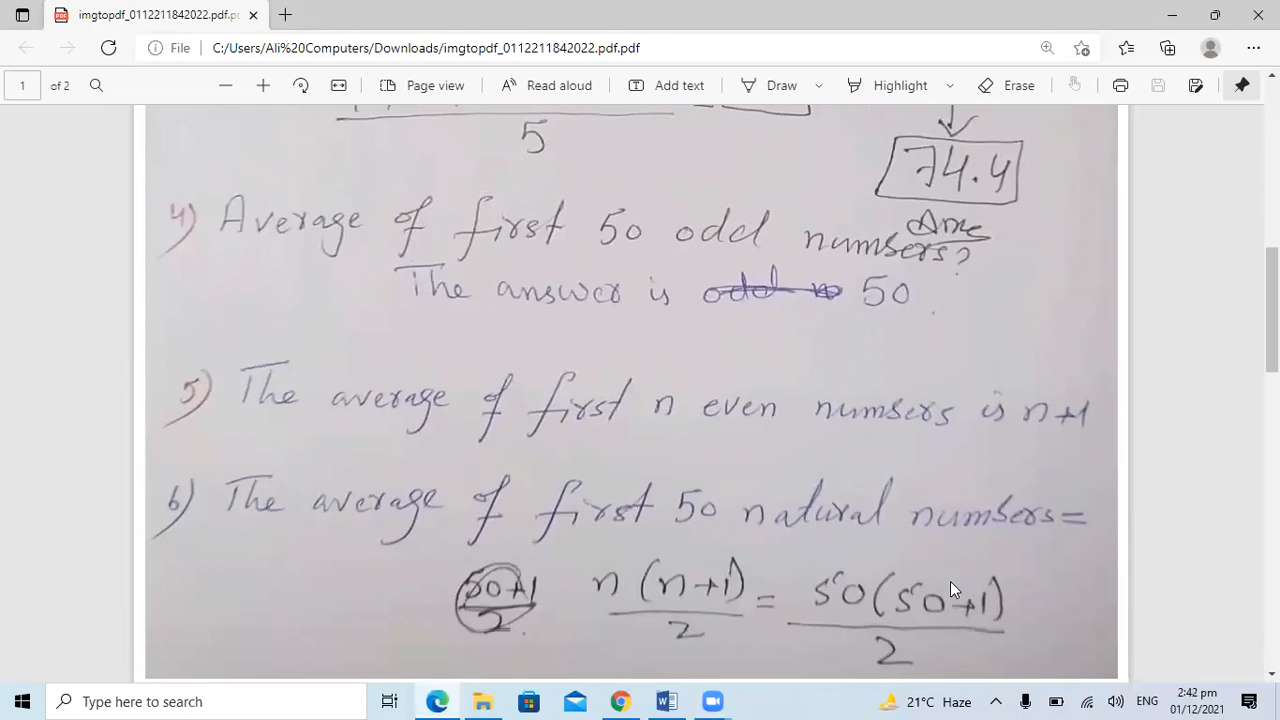 imgtopdf_0112211842022.pdf.pd
File C:/Users/Ali%20Computers/Downloads/imgtopdf_0112211842022.pdf.pdf
1 of 2 Page view Read aloud Add text Draw Highlight Erase
5
74.4
4) Average of first 50 odd numbers?
The answer is 50
5) The average of first n even numbers is n+1
6) The average of first 50 natural numbers=
50+1 n (n+1) = 50(50+1)
2 2 2
Type here to search
21°C Haze ENG 2:42 pm
01/12/2021